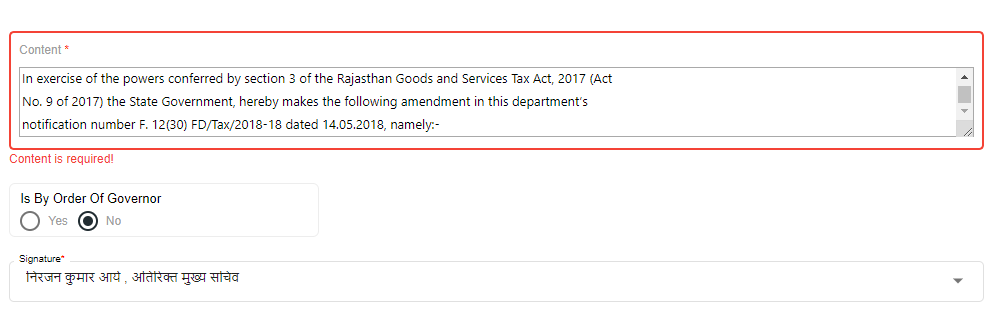 Content *
In exercise of the powers conferred by section 3 of the Rajasthan Goods and Services Tax Act, 2017 (Act
No. 9 of 2017) the State Government, hereby makes the following amendment in this department's
notification number F. 12(30) FD/Tax/2018-18 dated 14.05.2018, namely:-
Content is required!
Is By Order Of Governor
Yes No
Signature*
निरंजन कुमार आर्य , अतिरिक्त मुख्य सचिव